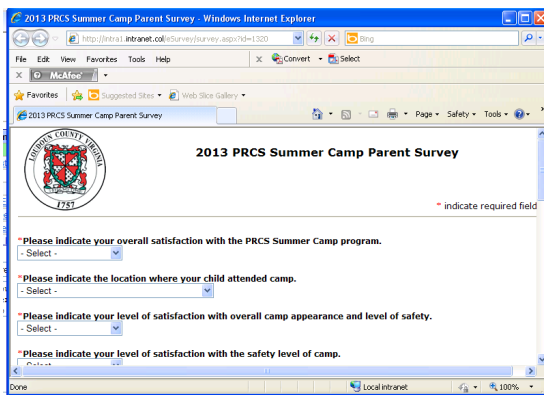 2013 PRCS Summer Camp Parent Survey - Windows Internet Explorer
http://intra1.intranet.col/eSurvey/survey.aspx?id=1320
Bing
File Edit View Favorites Tools Help
x Convert Select
x McAfee
Favorites Suggested Sites Web Slice Gallery
2013 PRCS Summer Camp Parent Survey
Page Safety Tools
LOUDOUN COUNTY VIRGINIA
1757
2013 PRCS Summer Camp Parent Survey
* indicate required field
*Please indicate your overall satisfaction with the PRCS Summer Camp program.
- Select -
*Please indicate the location where your child attended camp.
- Select -
*Please indicate your level of satisfaction with overall camp appearance and level of safety.
- Select -
*Please indicate your level of satisfaction with the safety level of camp.
- Select -
Done Local intranet 100%